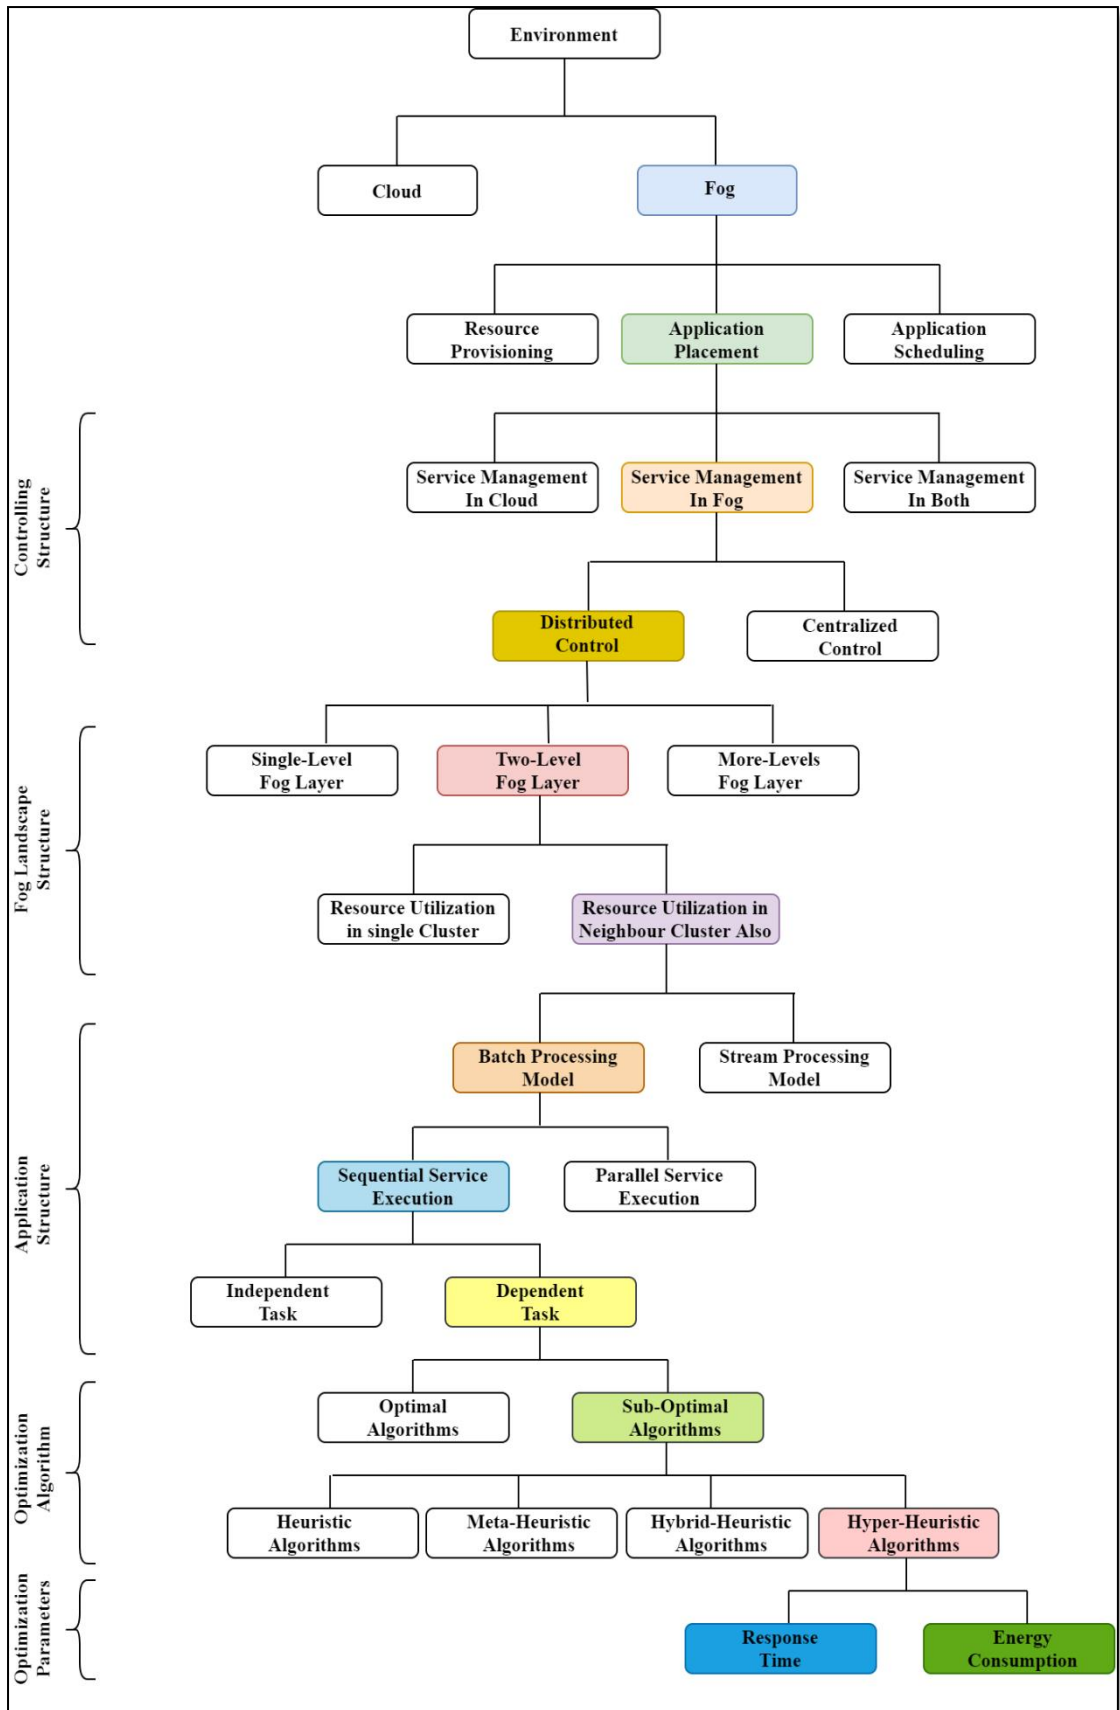 Environment
Cloud
Fog
Resource
Provisioning
Application
Placement
Application
Scheduling
Controlling
Structure
Service Management
In Cloud
Service Management
In Fog
Service Management
In Both
Distributed
Control
Centralized
Control
Fog Landscape
Structure
Single-Level
Fog Layer
Two-Level
Fog Layer
More-Levels
Fog Layer
Resource Utilization
in single Cluster
Resource Utilization in
Neighbour Cluster Also
Application
Structure
Batch Processing
Model
Stream Processing
Model
Sequential Service
Execution
Parallel Service
Execution
Independent
Task
Dependent
Task
Optimization
Algorithm
Optimal
Algorithms
Sub-Optimal
Algorithms
Heuristic
Algorithms
Meta-Heuristic
Algorithms
Hybrid-Heuristic
Algorithms
Hyper-Heuristic
Algorithms
Optimization
Parameters
Response
Time
Energy
Consumption